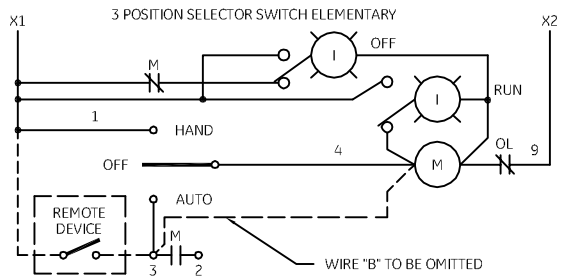 3 POSITION SELECTOR SWITCH ELEMENTARY
X1
X2
OFF
I
M
I
RUN
1
HAND
OL
4
9
OFF
M
AUTO
REMOTE
DEVICE
M
3
2
WIRE "B" TO BE OMITTED